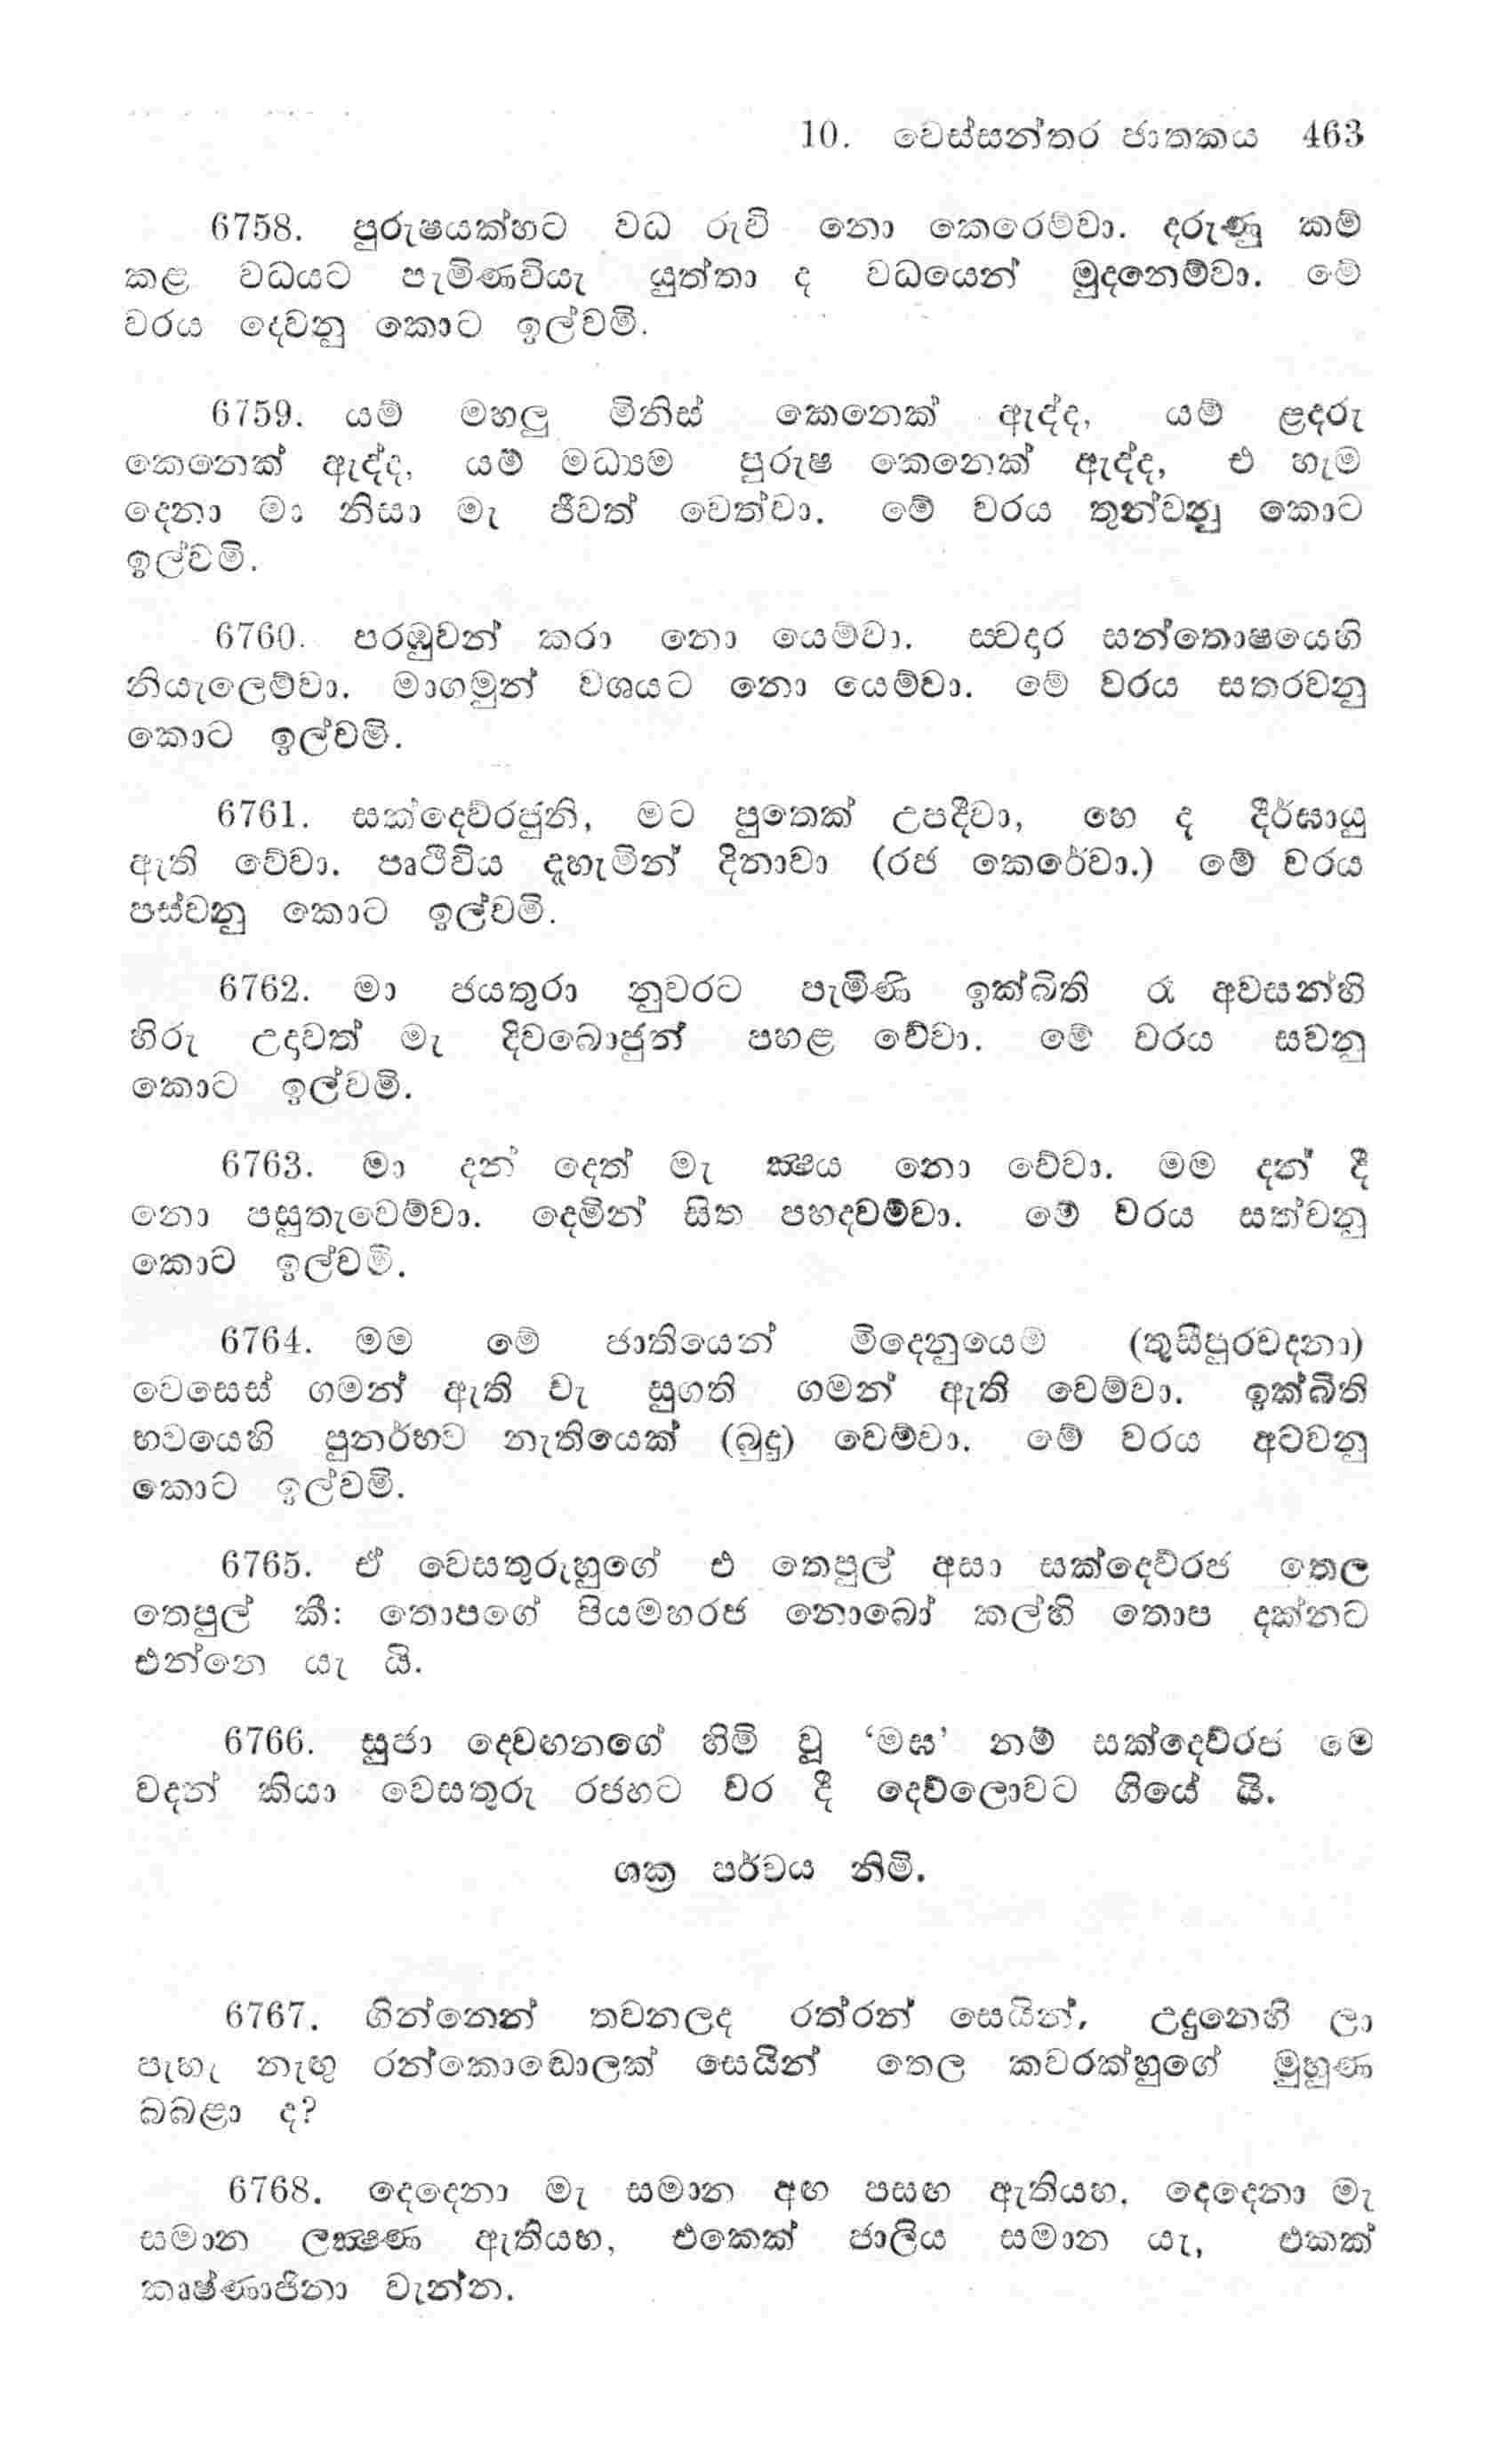 10. වෙස්සන්තර ජාතකය 463
6758. පුරුෂයක්හට වධ රුවි නො කෙරෙම්වා. දරුණු කම්
කළ වධයට පැමිණවියැ යුත්තා ද වධයෙන් මුදනෙම්වා. මේ
වරය දෙවනු කොට ඉල්වමි.
6759. යම් මහලු මිනිස් කෙනෙක් ඇද්ද, යම් ළදරු
කෙනෙක් ඇද්ද, යම් මධ්‍යම පුරුෂ කෙනෙක් ඇද්ද, එ හැම
දෙනා මා නිසා මැ ජීවත් වෙත්වා. මේ වරය තුන්වනු කොට
ඉල්වමි.
6760. පරඹුවන් කරා නො යෙම්වා. ස්වදාර සන්තොෂයෙහි
නියැලෙම්වා. මාගමුන් වශයට නො යෙම්වා. මේ වරය සතරවනු
කොට ඉල්වමි.
6761. සක්දෙව්රජුනි, මට පුතෙක් උපදීවා, හෙ ද දීර්ඝායු
ඇති වේවා. පෘථිවිය දැහැමින් දිනාවා (රජ කෙරේවා.) මේ වරය
පස්වනු කොට ඉල්වමි.
6762. මා ජයතුරා නුවරට පැමිණි ඉක්බිති රෑ අවසන්හි
හිරු උදාවත් මැ දිවබොජුන් පහළ වේවා. මේ වරය සවනු
කොට ඉල්වමි.
6763. මා දන් දෙත් මැ ක්‍ෂය නො වේවා. මම දන් දී
නො පසුතැවෙම්වා. දෙමින් සිත පහදවම්වා. මේ වරය සත්වනු
කොට ඉල්වමි.
6764. මම මේ ජාතියෙන් මිදෙනුයෙම් (තුසීපුරවදනා)
වෙසෙස් ගමන් ඇති වැ සුගති ගමන් ඇති වෙම්වා. ඉක්බිති
භවයෙහි පුනර්භව නැතියෙක් (බුදු) වෙම්වා. මේ වරය අටවනු
කොට ඉල්වමි.
6765. ඒ වෙසතුරුහුගේ එ තෙපුල් අසා සක්දෙව්රජ තෙල
තෙපුල් කී: තොපගේ පියමහරජ නොබෝ කල්හි තොප දක්නට
එන්නෙ යැ යි.
6766. සුජා දෙවඟනගේ හිමි වූ ‘මඝ’ නම් සක්දෙව්රජ මෙ
වදන් කියා වෙසතුරු රජහට වර දී දෙව්ලොවට ගියේ යි.
ශක්‍ර පර්වය නිමි.
6767. ගින්නෙන් තවනලද රත්රන් සෙයින්, උදුනෙහි ලා
පැහැ නැඟු රන්කොඩොලක් සෙයින් තෙල කවරක්හුගේ මුහුණ
බබළා ද?
6768. දෙදෙනා මැ සමාන අඟ පසඟ ඇතියහ, දෙදෙනා මැ
සමාන ලක්‍ෂණ ඇතියහ, එකෙක් ජාලිය සමාන යැ, එකක්
කෘෂ්ණාජිනා වැන්න.